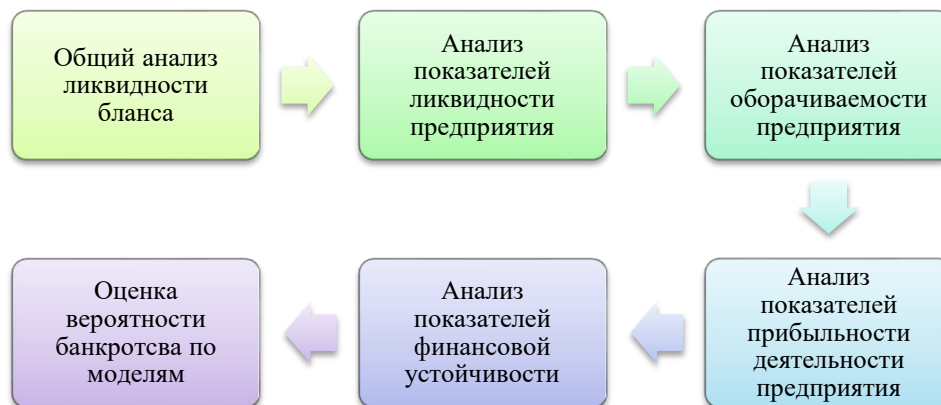 Общий анализ
ликвидности
бланса
Анализ
показателей
ликвидности
предприятия
Анализ
показателей
оборачиваемости
предприятия
Анализ
показателей
прибыльности
деятельности
предприятия
Анализ
показателей
финансовой
устойчивости
Оценка
вероятности
банкротсва по
моделям